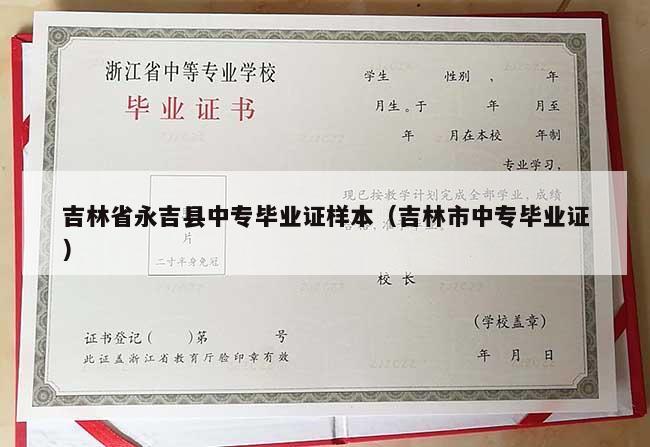 浙江省中等专业学校
毕业证书
学生 性别 、 年
月生。于 年 月至
年 月在本校 年制
专业学习,
现已按教学计划完成全部学业,成绩
吉林省永吉县中专毕业证样本(吉林市中专毕业证
)
片
二寸半身免冠
校 长
(学校盖章)
证书登记( )第 号
此证盖浙江省教育厅验印章有效
年 月 日